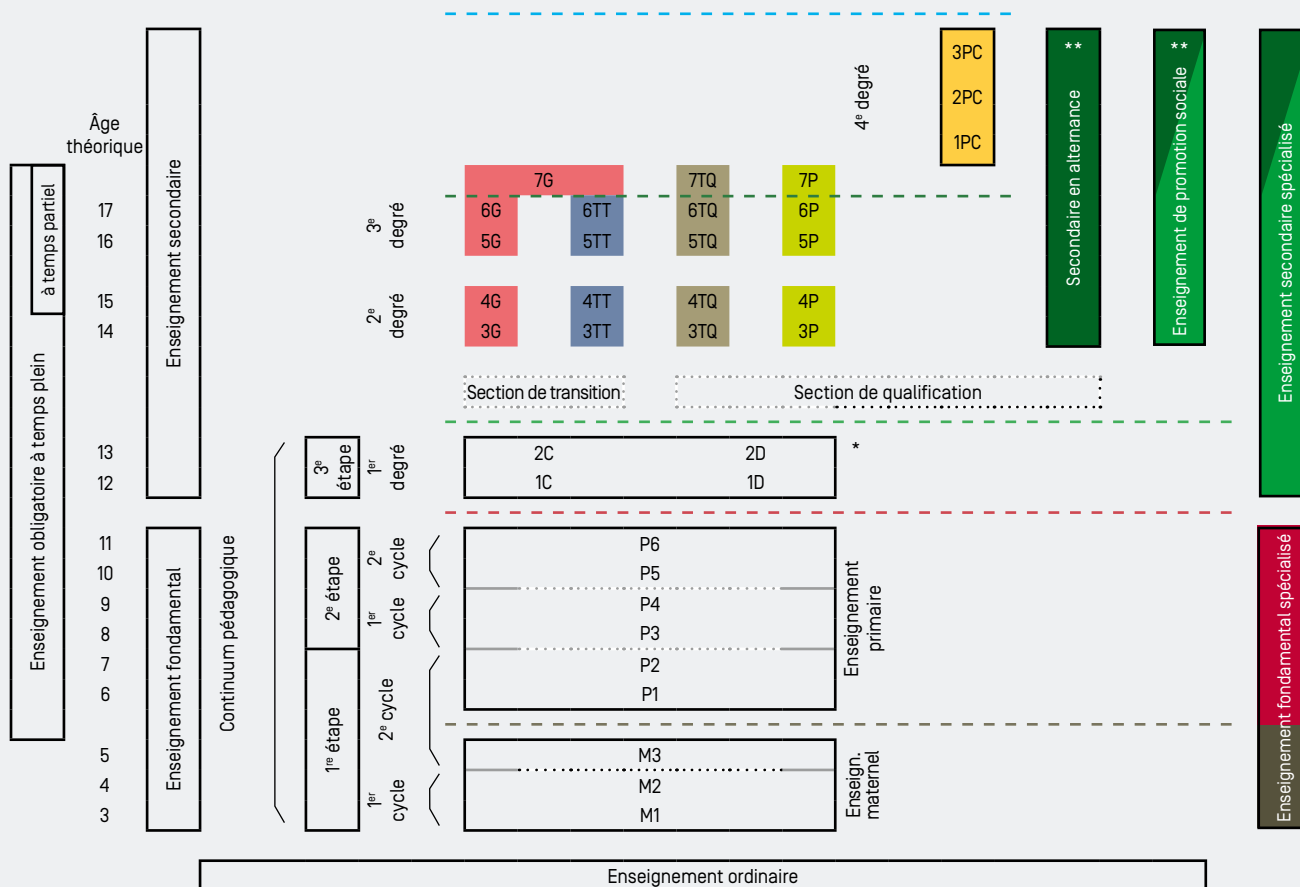 3PC
2PC
1PC
4e degré
**
Secondaire en alternance
**
Enseignement de promotion sociale
Enseignement secondaire spécialisé
Âge
théorique
Enseignement secondaire
à temps partiel
Enseignement obligatoire à temps plein
7G
7TQ
7P
17
3e
degré
6G
6TT
6TQ
6P
16
5G
5TT
5TQ
5P
15
2e
degré
4G
4TT
4TQ
4P
14
3G
3TT
3TQ
3P
Section de transition
Section de qualification
13
3e
étape
1er
degré
2C
2D
*
12
1C
1D
Continuum pédagogique
Enseignement fondamental
11
2e étape
2e
cycle
P6
10
P5
9
1er
cycle
P4
8
P3
7
1re étape
2e cycle
P2
6
P1
Enseignement
primaire
5
M3
4
1er
cycle
M2
3
M1
Enseign.
maternel
Enseignement fondamental spécialisé
Enseignement ordinaire